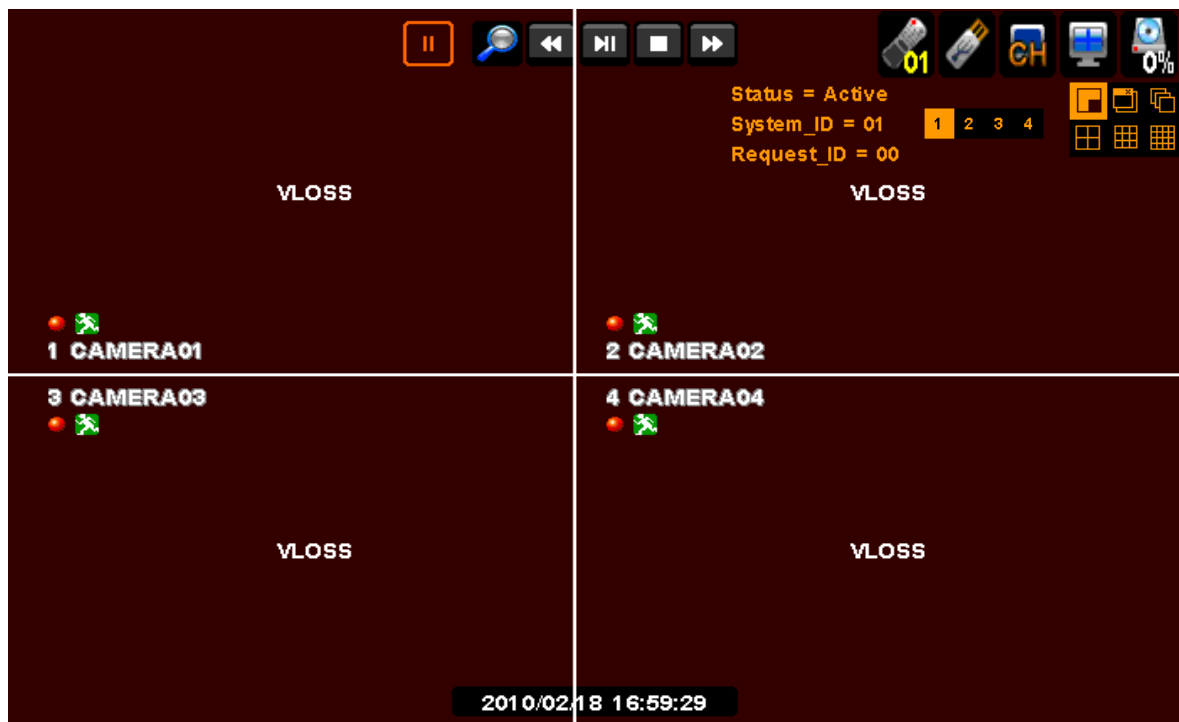 01
CH
0%
Status = Active
System_ID = 01
1 2 3 4
Request_ID = 00
VLOSS
VLOSS
1 CAMERA01
2 CAMERA02
3 CAMERA03
4 CAMERA04
VLOSS
VLOSS
2010/02/18 16:59:29